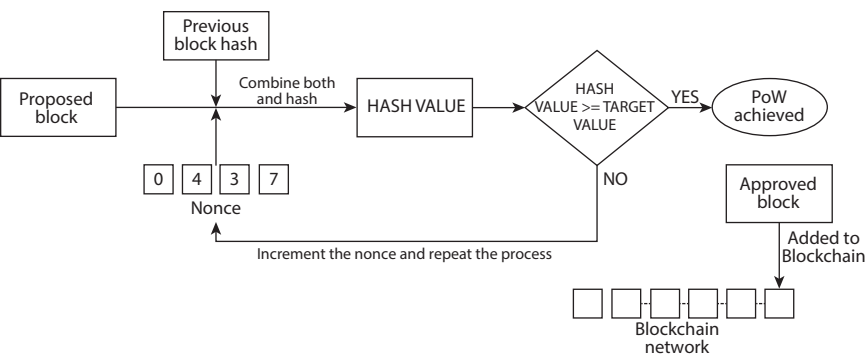 Previous
block hash
Proposed
block
Combine both
and hash
HASH VALUE
HASH
VALUE >= TARGET
VALUE
YES
PoW
achieved
0 4 3 7
Nonce
NO
Increment the nonce and repeat the process
Approved
block
Added to
Blockchain
Blockchain
network